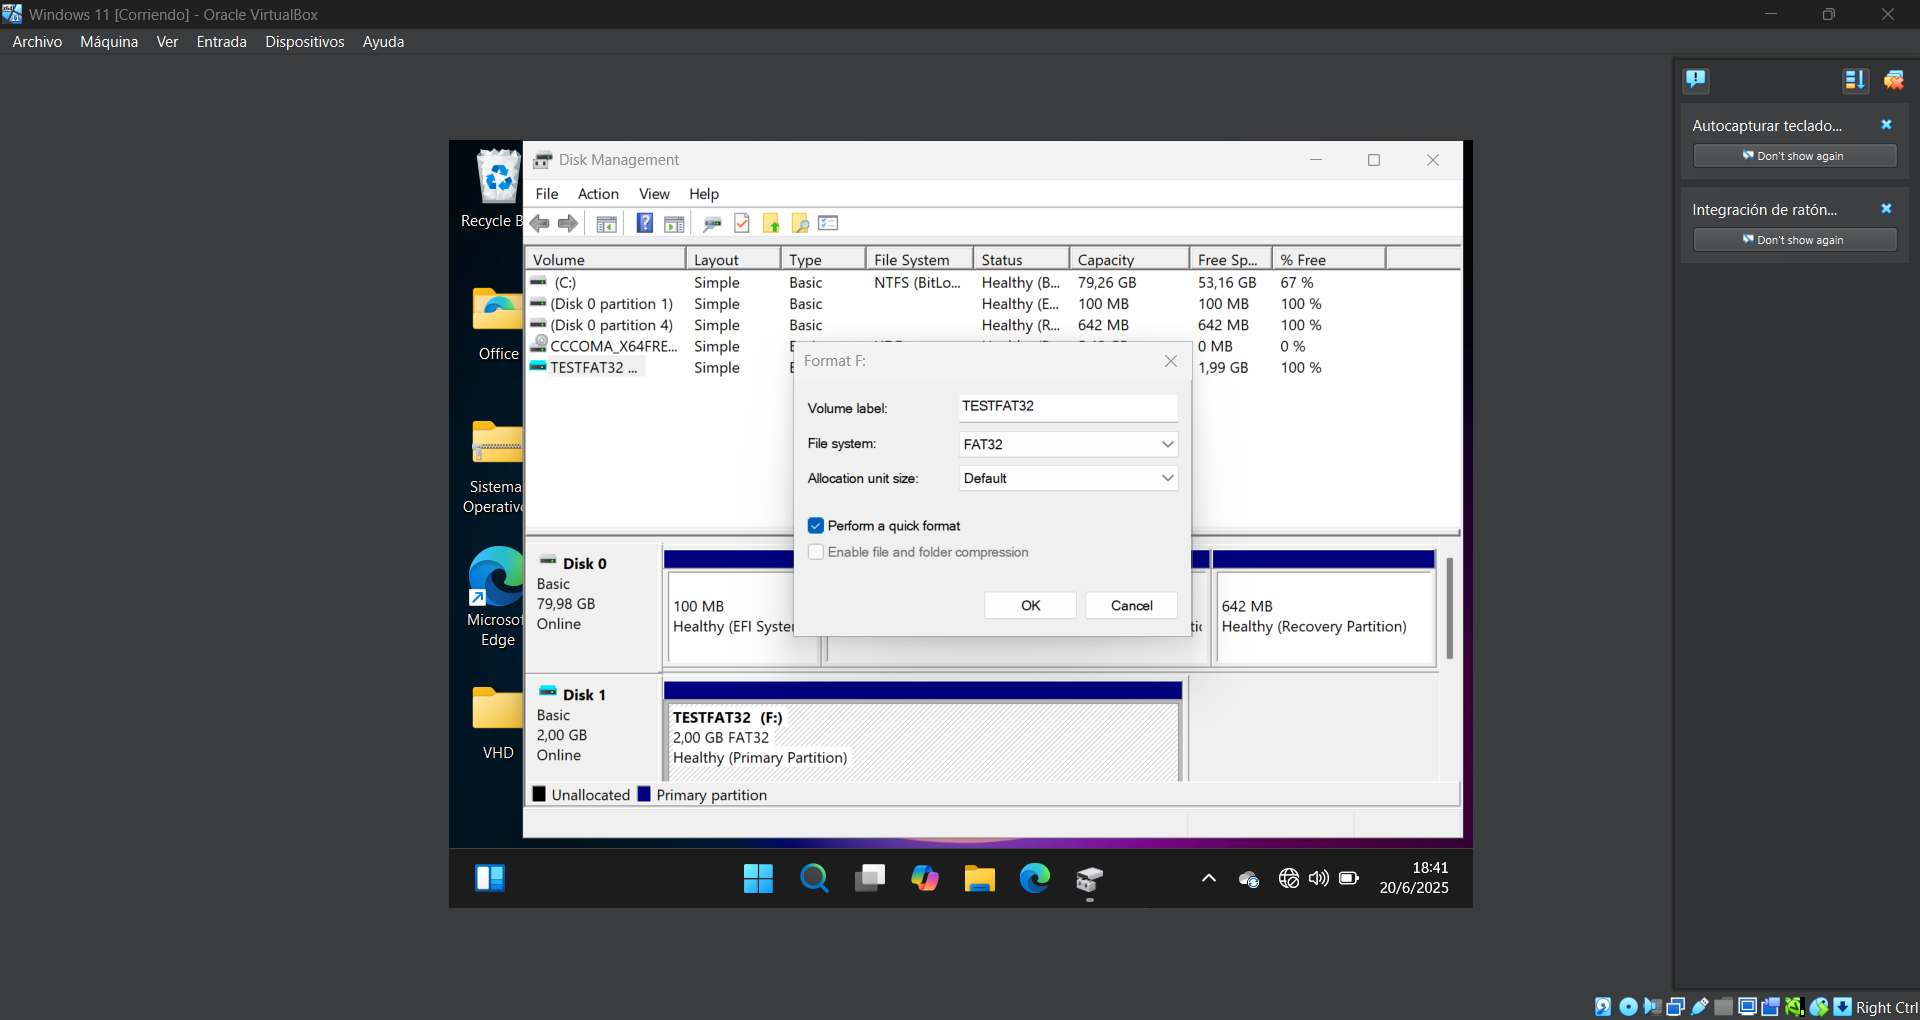 Windows 11 [Corriendo] - Oracle VirtualBox
Archivo Máquina Ver Entrada Dispositivos Ayuda
Autocapturar teclado...
Don't show again
Integración de ratón...
Don't show again
Recycle B
Office
Sistema
Operativo
Microsof
Edge
VHD
Disk Management
File Action View Help
Volume Layout Type File System Status Capacity Free Sp... % Free
(C:) Simple Basic NTFS (BitLo... Healthy (B... 79,26 GB 53,16 GB 67 %
(Disk 0 partition 1) Simple Basic Healthy (E... 100 MB 100 MB 100 %
(Disk 0 partition 4) Simple Basic Healthy (R... 642 MB 642 MB 100 %
CCCOMA_X64FRE... Simple 0 MB 0 %
TESTFAT32 ... Simple 1,99 GB 100 %
Format F:
Volume label: TESTFAT32
File system: FAT32
Allocation unit size: Default
Perform a quick format
Enable file and folder compression
OK Cancel
Disk 0
Basic
79,98 GB
Online
100 MB
Healthy (EFI Syster
642 MB
Healthy (Recovery Partition)
Disk 1
Basic
2,00 GB
Online
TESTFAT32 (F:)
2,00 GB FAT32
Healthy (Primary Partition)
Unallocated Primary partition
18:41
20/6/2025
Right Ctrl